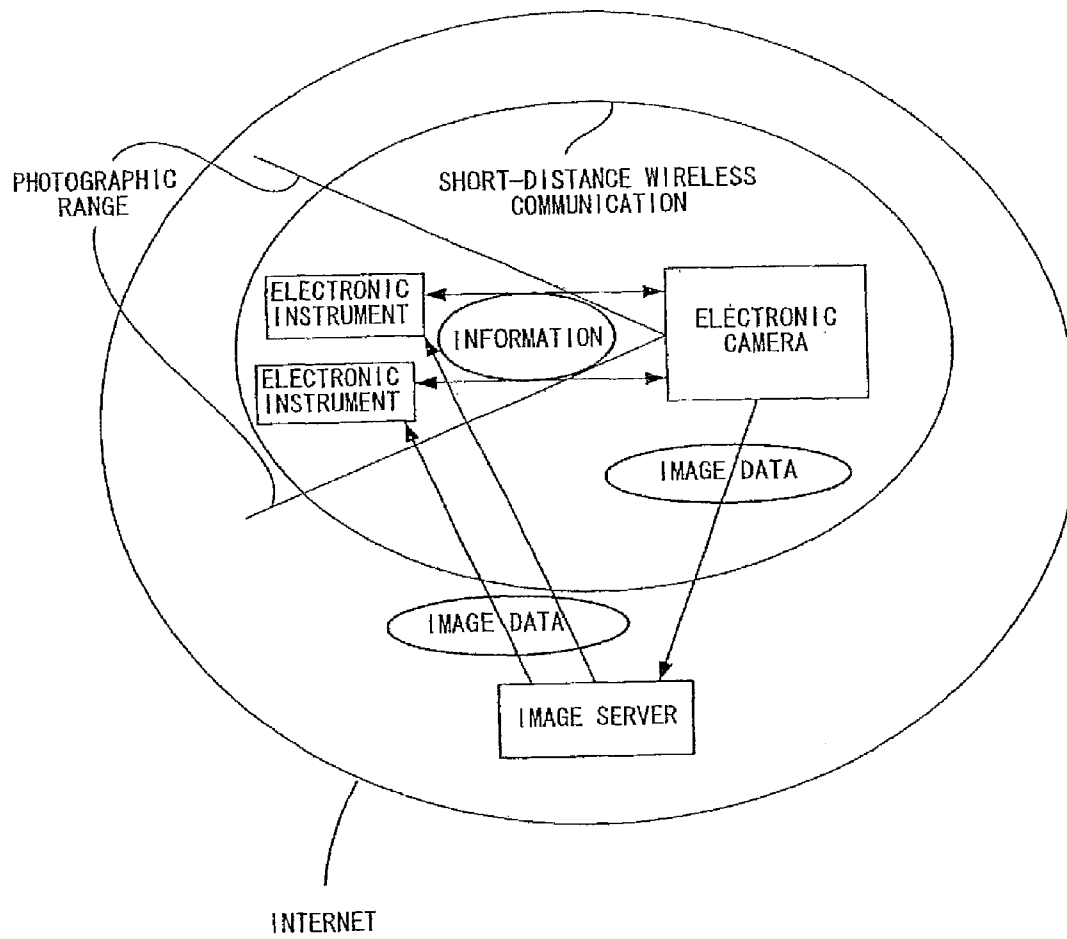 PHOTOGRAPHIC
RANGE
SHORT-DISTANCE WIRELESS
COMMUNICATION
ELECTRONIC
INSTRUMENT
INFORMATION
ELECTRONIC
CAMERA
ELECTRONIC
INSTRUMENT
IMAGE DATA
IMAGE DATA
IMAGE SERVER
INTERNET